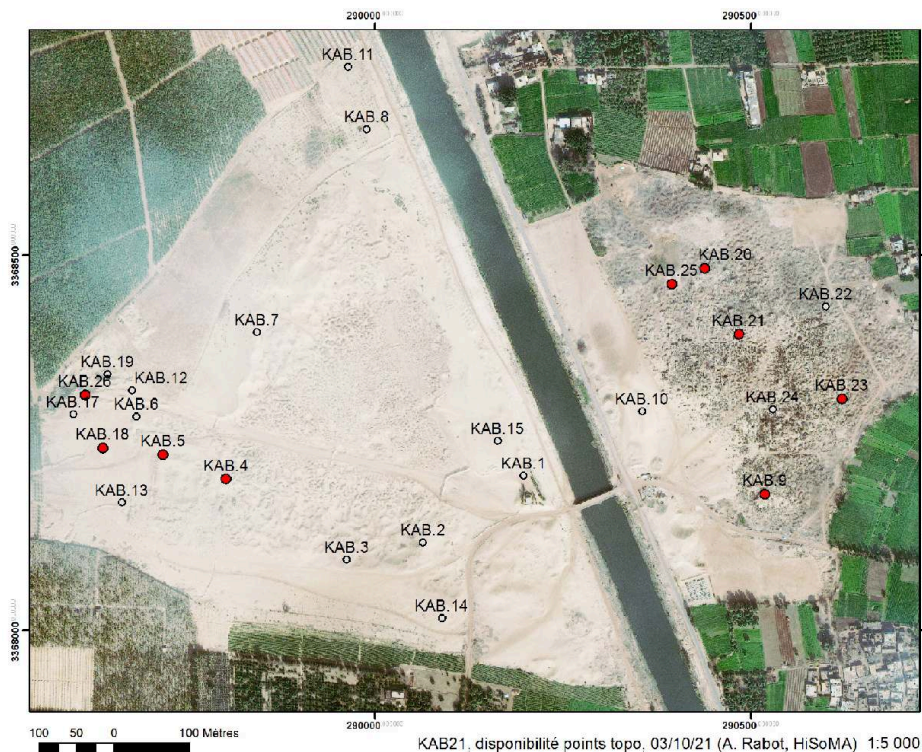 290000
290500
KAB.11
KAB.8
3368500
KAB.20
KAB.25
KAB.22
KAB.7
KAB.21
KAB.19
KAB.12
KAB.26
KAB.23
KAB.17
KAB.6
KAB.10
KAB.24
KAB.18
KAB.5
KAB.15
KAB.4
KAB.1
KAB.13
KAB.9
KAB.2
KAB.3
KAB.14
3368000
100 50 0 100 Mètres
290000
290500
KAB21, disponibilité points topo, 03/10/21 (A. Rabot, HiSoMA) 1:5 000